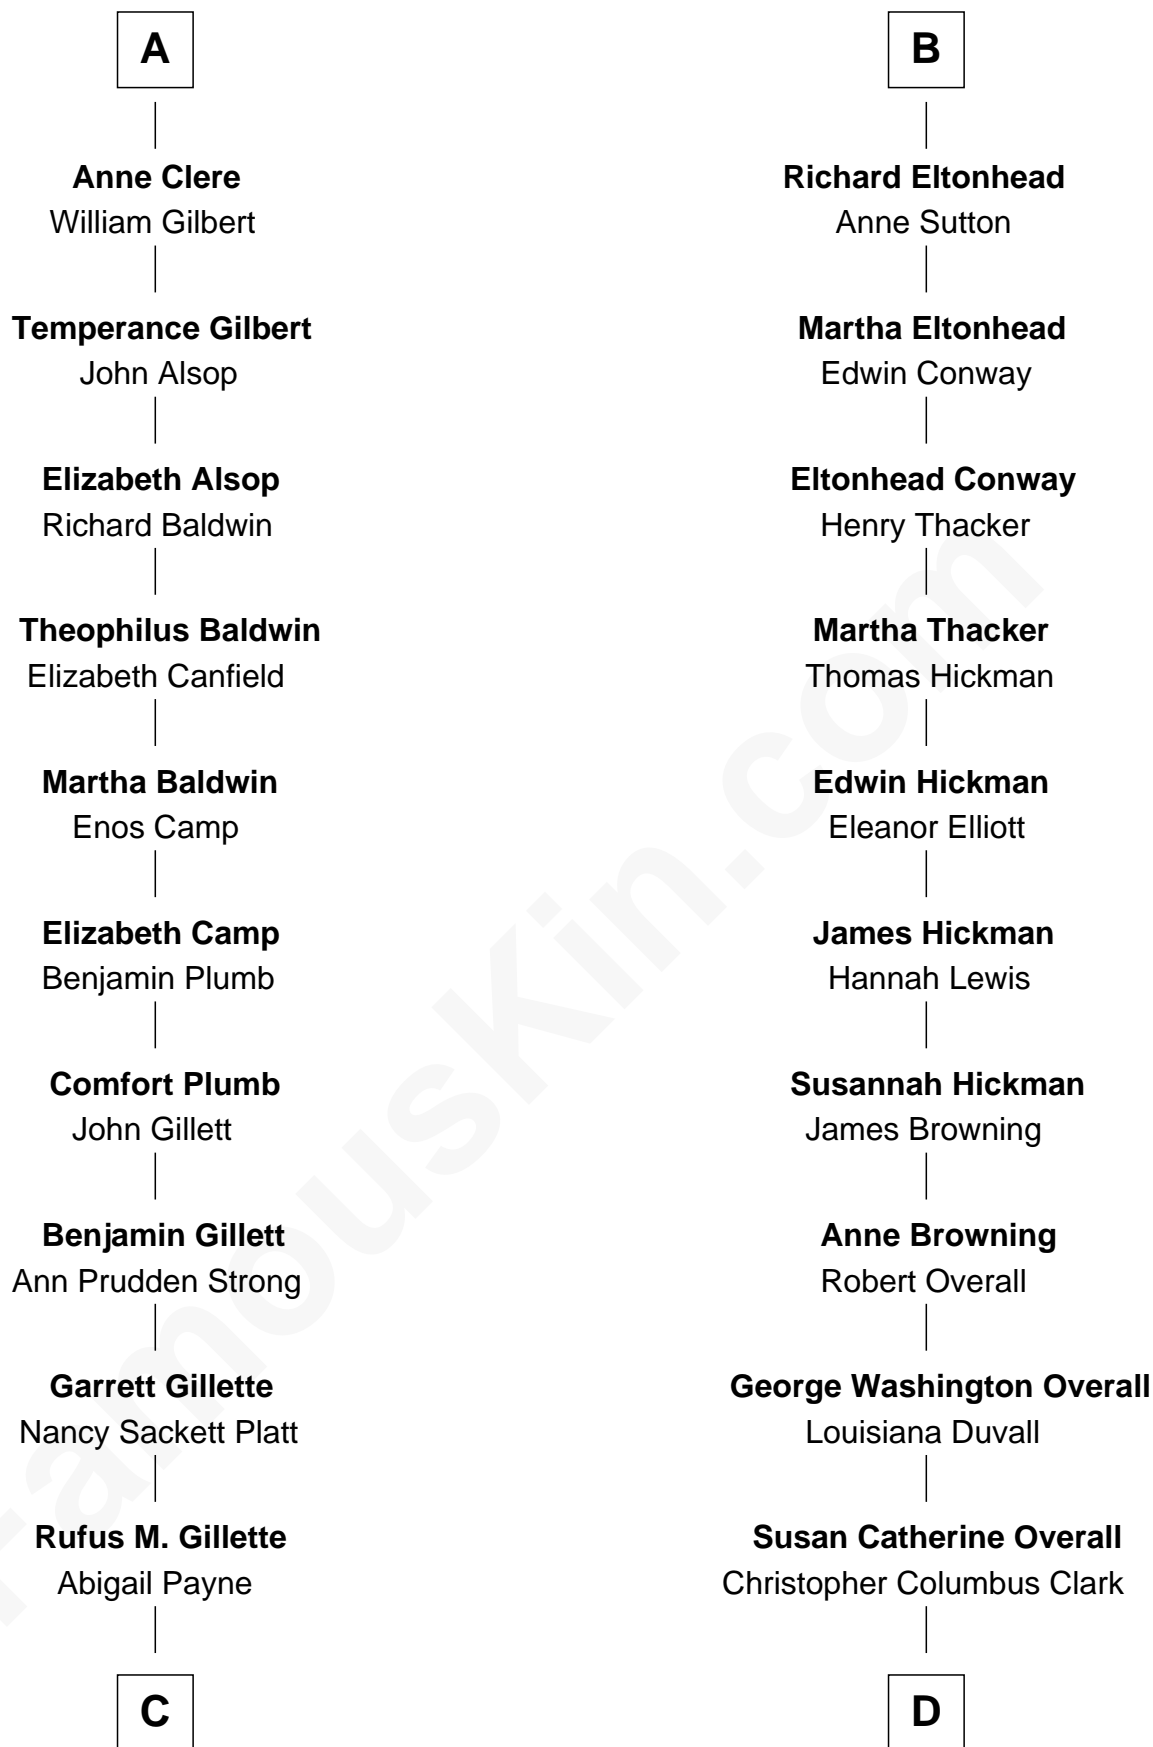 A
Anne Clere
William Gilbert
Temperance Gilbert
John Alsop
Elizabeth Alsop
Richard Baldwin
Theophilus Baldwin
Elizabeth Canfield
Martha Baldwin
Enos Camp
Elizabeth Camp
Benjamin Plumb
Comfort Plumb
John Gillett
Benjamin Gillett
Ann Prudden Strong
Garrett Gillette
Nancy Sackett Platt
Rufus M. Gillette
Abigail Payne
C
B
Richard Eltonhead
Anne Sutton
Martha Eltonhead
Edwin Conway
Eltonhead Conway
Henry Thacker
Martha Thacker
Thomas Hickman
Edwin Hickman
Eleanor Elliott
James Hickman
Hannah Lewis
Susannah Hickman
James Browning
Anne Browning
Robert Overall
George Washington Overall
Louisiana Duvall
Susan Catherine Overall
Christopher Columbus Clark
D
FamousKin.com